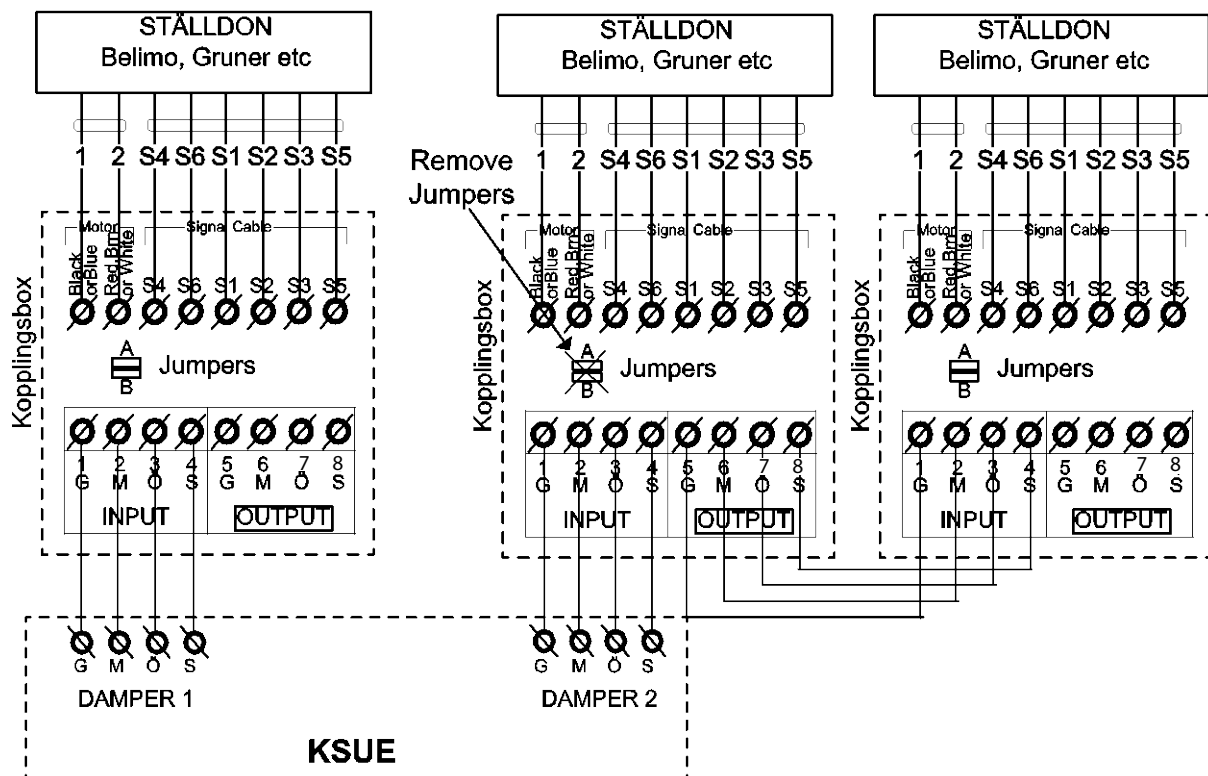 STÄLLDON STÄLLDON STÄLLDON
Belimo, Gruner etc Belimo, Gruner etc Belimo, Gruner etc
1 2 S4 S6 S1 S2 S3 S5 1 2 S4 S6 S1 S2 S3 S5 1 2 S4 S6 S1 S2 S3 S5
Remove
Jumpers
Motor Signal Cable Motor Signal Cable Motor Signal Cable
Black
orBlue
Red.Brn
or White
S4 S6 S1 S2 S3 S5
Black
orBlue
Red.Brn
or White
S4 S6 S1 S2 S3 S5
Black
orBlue
Red.Brn
or White
S4 S6 S1 S2 S3 S5
Kopplingsbox Kopplingsbox Kopplingsbox
A A A
Jumpers Jumpers Jumpers
B B B
1 2 3 4 5 6 7 8 1 2 3 4 5 6 7 8 1 2 3 4 5 6 7 8
G M Ö S G M Ö S G M Ö S G M Ö S G M Ö S G M Ö S
INPUT OUTPUT INPUT OUTPUT INPUT OUTPUT
G M Ö S G M Ö S
DAMPER 1 DAMPER 2
KSUE